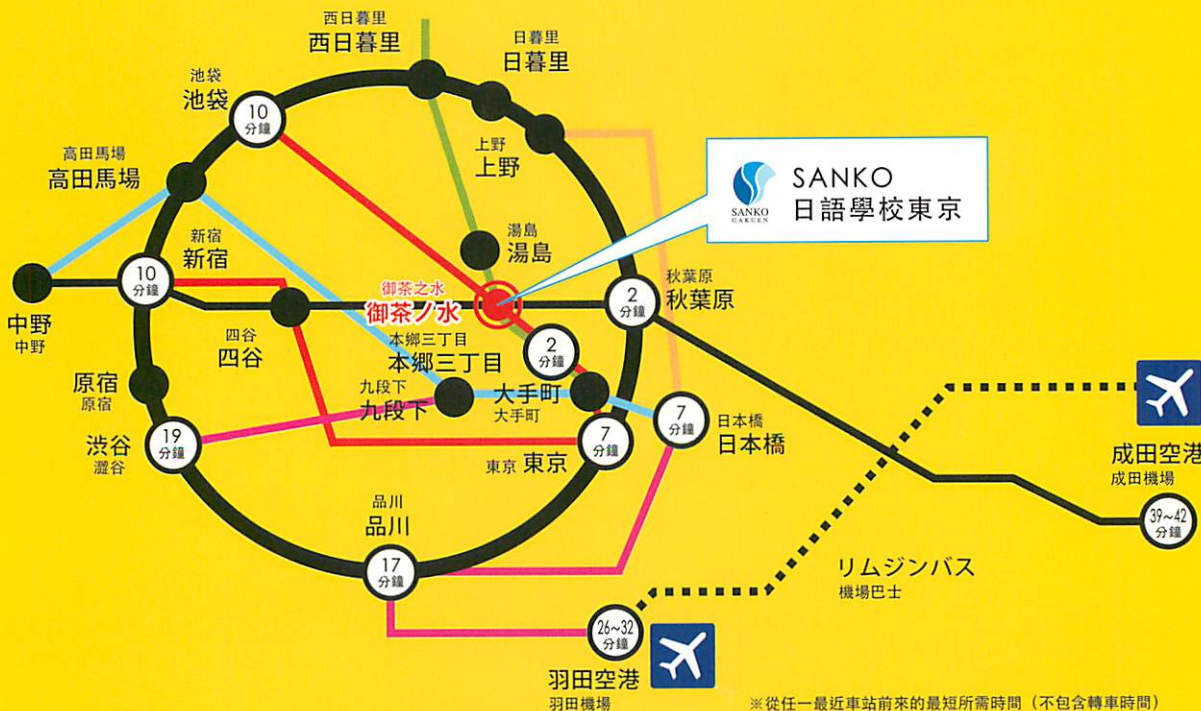 西日暮里
西日暮里
日暮里
日暮里
池袋
池袋
10
分鐘
上野
上野
高田馬場
高田馬場
SANKO
GAKUEN
SANKO
日語學校東京
湯島
湯島
新宿
新宿
10
分鐘
秋葉原
秋葉原
2
分鐘
御茶之水
御茶ノ水
中野
中野
四谷
四谷
本鄉三丁目
本郷三丁目
2
分鐘
原宿
原宿
九段下
九段下
大手町
大手町
渋谷
澀谷
19
分鐘
東京 東京
7
分鐘
7
分鐘
日本橋
日本橋
成田空港
成田機場
39~42
分鐘
品川
品川
17
分鐘
リムジンバス
機場巴士
26~32
分鐘
羽田空港
羽田機場
※從任一最近車站前來的最短所需時間（不包含轉車時間）